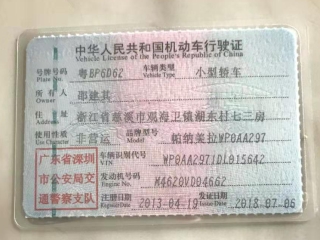 中华人民共和国机动车行驶证
Vehicle License of the People's Republic of China
号牌号码 粤BP6D62 车辆类型 小型轿车
Plate No. Vehicle Type
所有人 邵建其
Owner
住址 浙江省慈溪市观海卫镇湖东村七三房
Address
使用性质 非营运 品牌型号 帕纳美拉WP0AA297
Use Character Model
广东省深圳市公安局交通警察支队
车辆识别代号 WP0AA2971DL015642
VIN
发动机号码 M4620VD04662
Engine No.
注册日期 2013-04-19 发证日期 2018-07-06
Register Date Issue Date